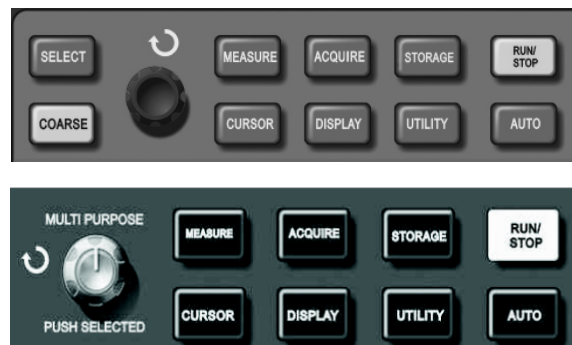 SELECT
MEASURE
ACQUIRE
STORAGE
RUN/
STOP
COARSE
CURSOR
DISPLAY
UTILITY
AUTO
MULTI PURPOSE
MEASURE
ACQUIRE
STORAGE
RUN/
STOP
PUSH SELECTED
CURSOR
DISPLAY
UTILITY
AUTO